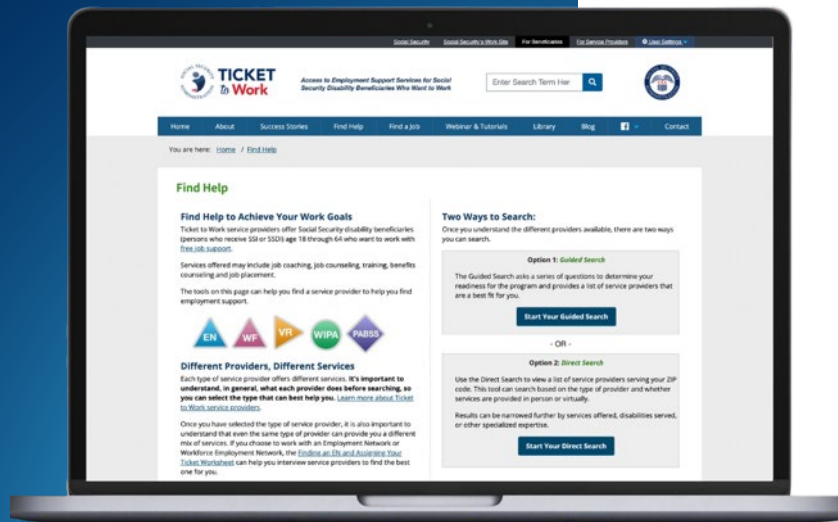 Social Security Social Security's Work Site For Beneficiaries For Service Providers User Settings
TICKET
to Work
Access to Employment Support Services for Social
Security Disability Beneficiaries Who Want to Work
Enter Search Term Her
Home About Success Stories Find Help Find a Job Webinar & Tutorials Library Blog Contact
You are here: Home / Find Help
Find Help
Find Help to Achieve Your Work Goals
Ticket to Work service providers offer Social Security disability beneficiaries
(persons who receive SSI or SSDI) age 18 through 64 who want to work with
free job support.
Services offered may include job coaching, job counseling, training, benefits
counseling and job placement.
The tools on this page can help you find a service provider to help you find
employment support.
EN WF VR WIPA PABSS
Different Providers, Different Services
Each type of service provider offers different services. It's important to
understand, in general, what each provider does before searching, so
you can select the type that can best help you. Learn more about Ticket
to Work service providers.
Once you have selected the type of service provider, it is also important to
understand that even the same type of provider can provide you a different
mix of services. If you choose to work with an Employment Network or
Workforce Employment Network, the Finding an EN and Assigning Your
Ticket Worksheet can help you interview service providers to find the best
one for you.
Two Ways to Search:
Once you understand the different providers available, there are two ways
you can search.
Option 1: Guided Search
The Guided Search asks a series of questions to determine your
readiness for the program and provides a list of service providers that
are a best fit for you.
Start Your Guided Search
- OR -
Option 2: Direct Search
Use the Direct Search to view a list of service providers serving your ZIP
code. This tool can search based on the type of provider and whether
services are provided in person or virtually.
Results can be narrowed further by services offered, disabilities served,
or other specialized expertise.
Start Your Direct Search